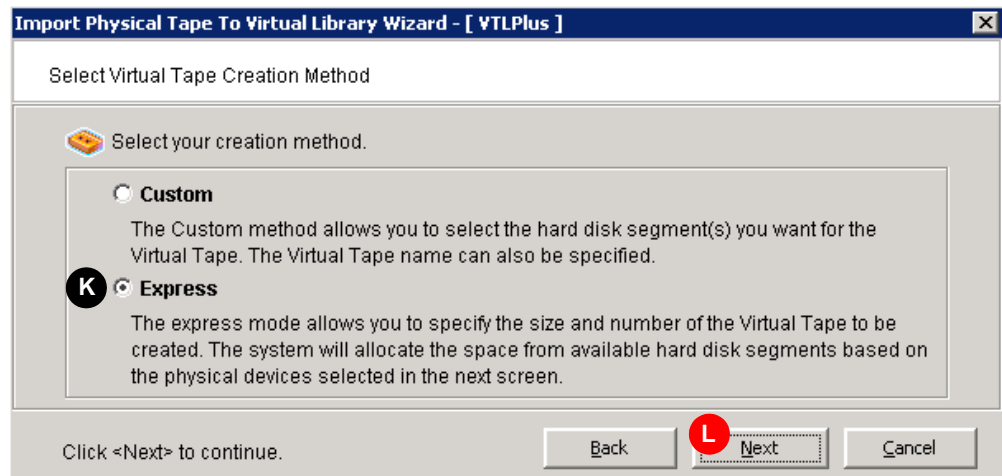 Import Physical Tape To Virtual Library Wizard - [ VTLPlus ]
Select Virtual Tape Creation Method
Select your creation method.
Custom
The Custom method allows you to select the hard disk segment(s) you want for the
Virtual Tape. The Virtual Tape name can also be specified.
K Express
The express mode allows you to specify the size and number of the Virtual Tape to be
created. The system will allocate the space from available hard disk segments based on
the physical devices selected in the next screen.
Click <Next> to continue. Back L Next Cancel